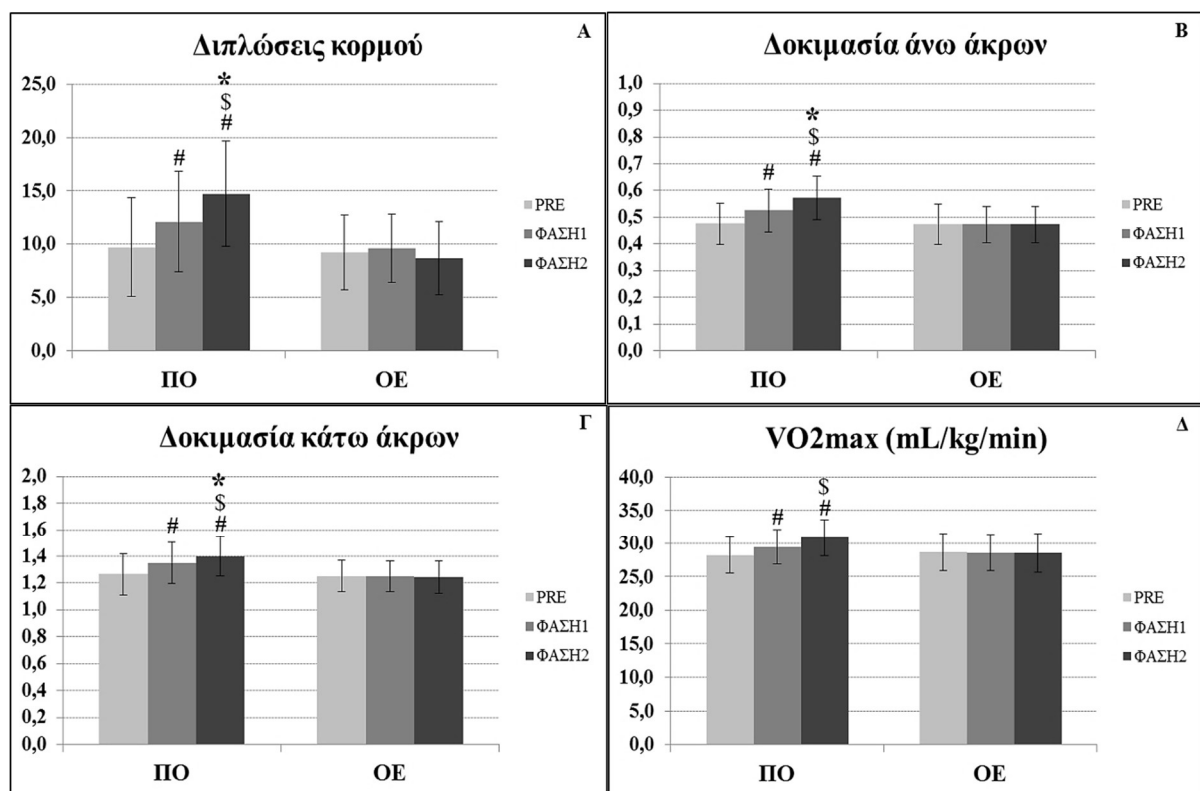 Α
Διπλώσεις κορμού
25,0
20,0
15,0
10,0
5,0
0,0
*
$
#
#
PRE
ΦΑΣΗ1
ΦΑΣΗ2
ΠΟ
ΟΕ
Β
Δοκιμασία άνω άκρων
1,0
0,9
0,8
0,7
0,6
0,5
0,4
0,3
0,2
0,1
0,0
*
$
#
#
PRE
ΦΑΣΗ1
ΦΑΣΗ2
ΠΟ
ΟΕ
Γ
Δοκιμασία κάτω άκρων
2,0
1,8
1,6
1,4
1,2
1,0
0,8
0,6
0,4
0,2
0,0
*
$
#
#
PRE
ΦΑΣΗ1
ΦΑΣΗ2
ΠΟ
ΟΕ
Δ
VO2max (mL/kg/min)
40,0
35,0
30,0
25,0
20,0
15,0
10,0
5,0
0,0
$
#
#
PRE
ΦΑΣΗ1
ΦΑΣΗ2
ΠΟ
ΟΕ